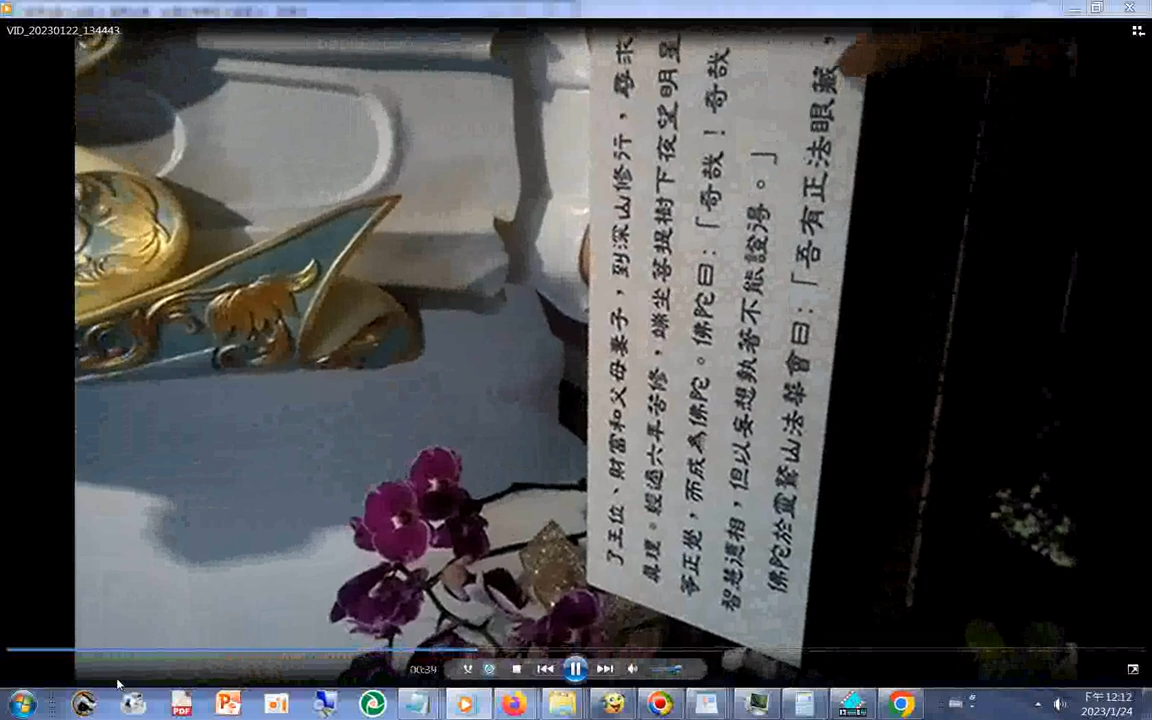 VID_20230122_134443
了王位、財富和父母妻子，到深山修行，尋求
真理。經過六年苦修，端坐菩提樹下夜望明星
等正覺，而成為佛陀。佛陀曰：「奇哉！奇哉
智慧德相，但以妄想執著不能證得。」
佛陀於靈鷲山法華會曰：「吾有正法眼藏，
00:39
PDF
下午 12:12
2023/1/24